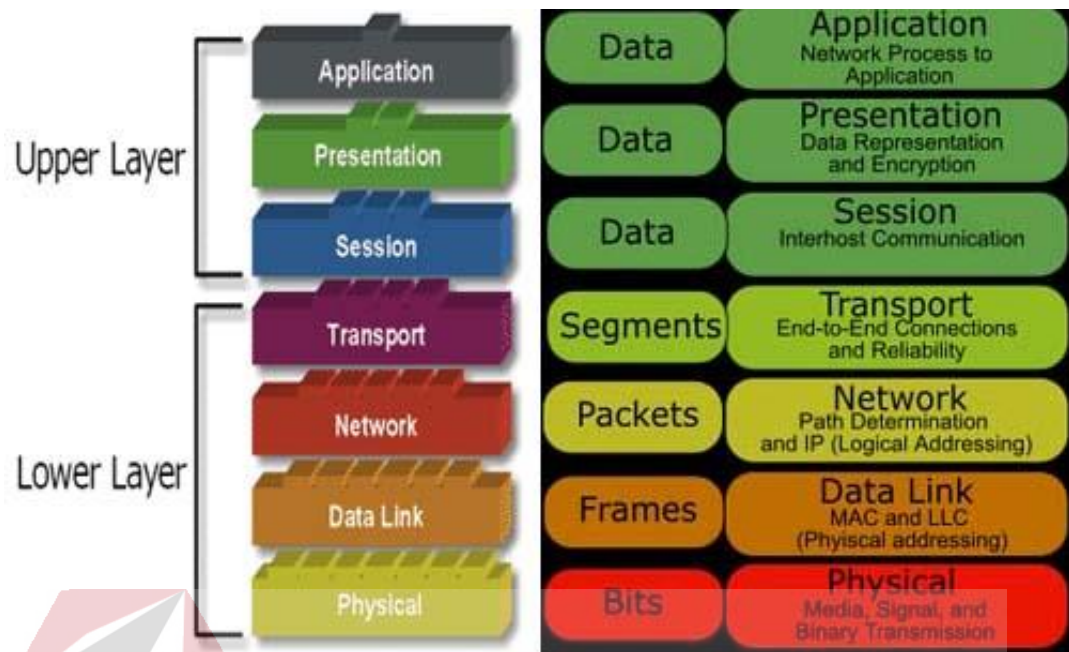 Upper Layer
Lower Layer
Application
Presentation
Session
Transport
Network
Data Link
Physical
Data
Application
Network Process to
Application
Data
Presentation
Data Representation
and Encryption
Data
Session
Interhost Communication
Segments
Transport
End-to-End Connections
and Reliability
Packets
Network
Path Determination
and IP (Logical Addressing)
Frames
Data Link
MAC and LLC
(Phyiscal addressing)
Bits
Physical
Media, Signal, and
Binary Transmission